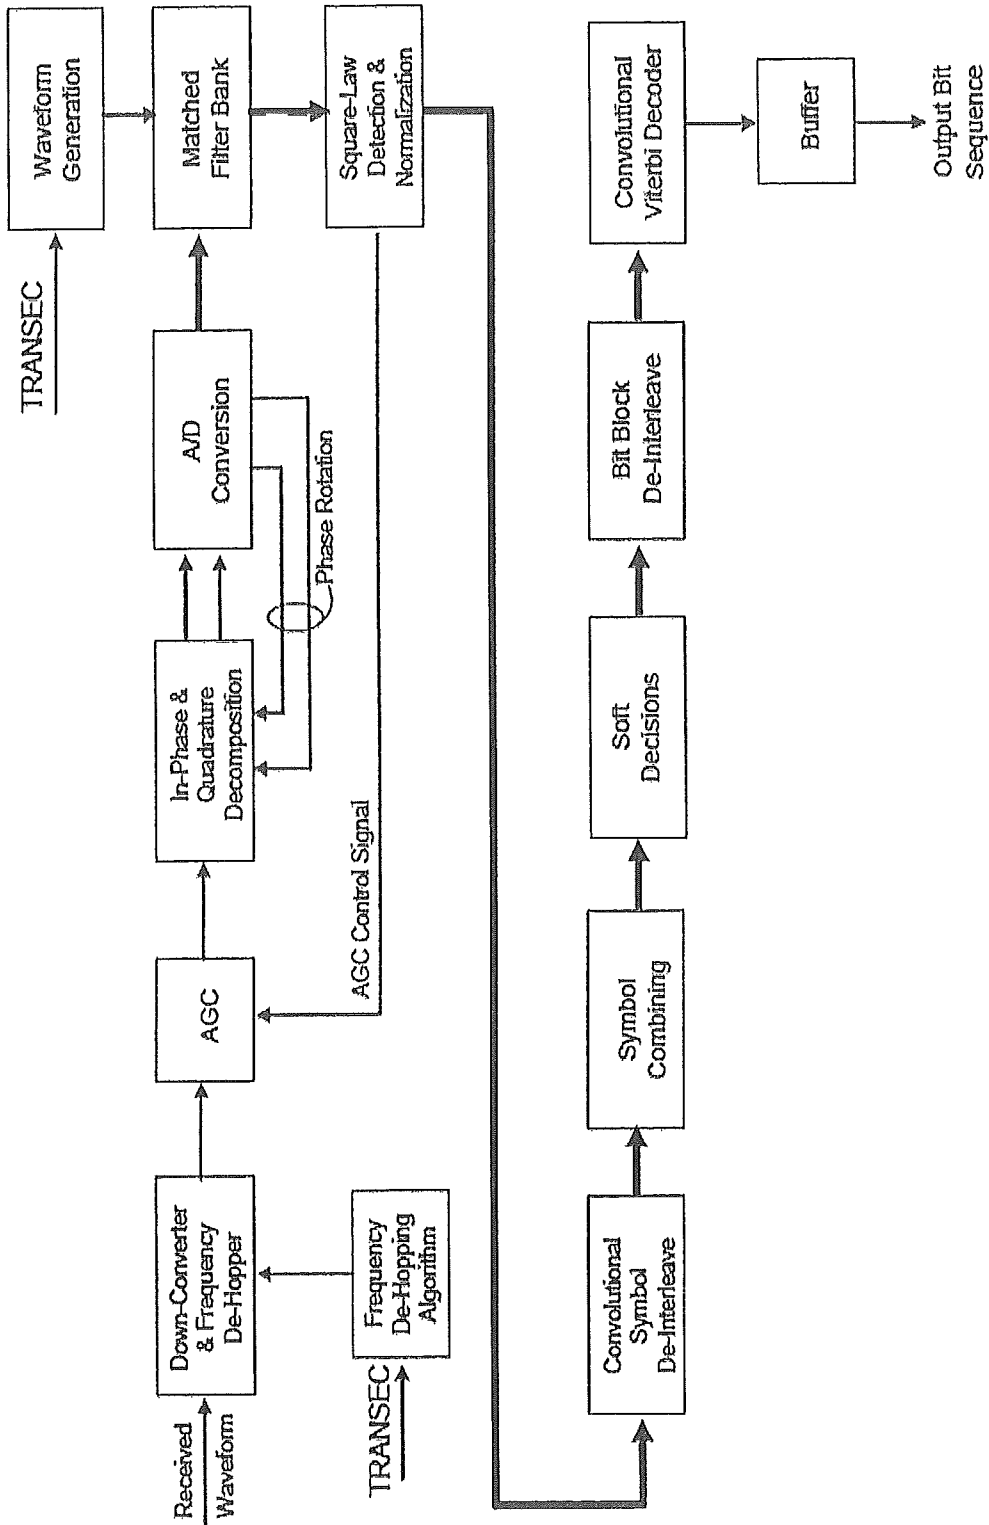 TRANSEC
Waveform
Generation
Received
Waveform
Down-Converter
& Frequency
De-Hopper
AGC
In-Phase &
Quadrature
Decomposition
A/D
Conversion
Matched
Filter Bank
Phase Rotation
TRANSEC
Frequency
De-Hopping
Algorithm
AGC Control Signal
Square-Law
Detection &
Normalization
Convolutional
Symbol
De-Interleave
Symbol
Combining
Soft
Decisions
Bit Block
De-Interleave
Convolutional
Viterbi Decoder
Buffer
Output Bit
Sequence